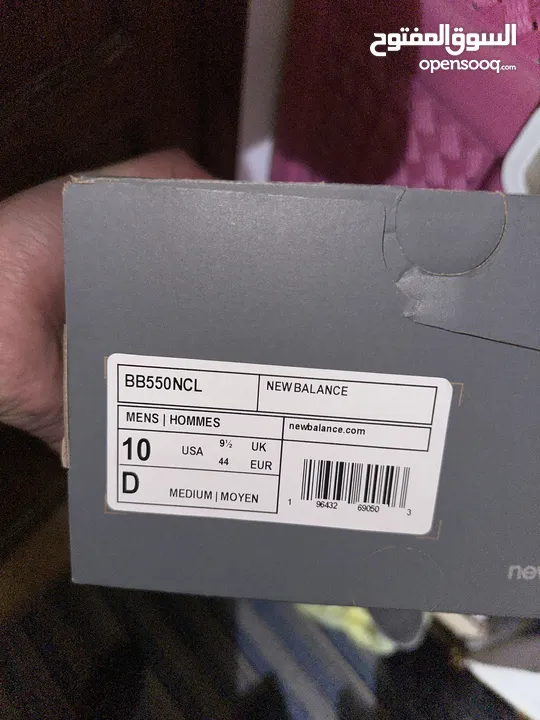 السوق المفتوح
opensooq.com
BB550NCL
NEW BALANCE
MENS | HOMMES
newbalance.com
10 USA 9½ UK
44 EUR
D MEDIUM | MOYEN
1 96432 69050 3
new